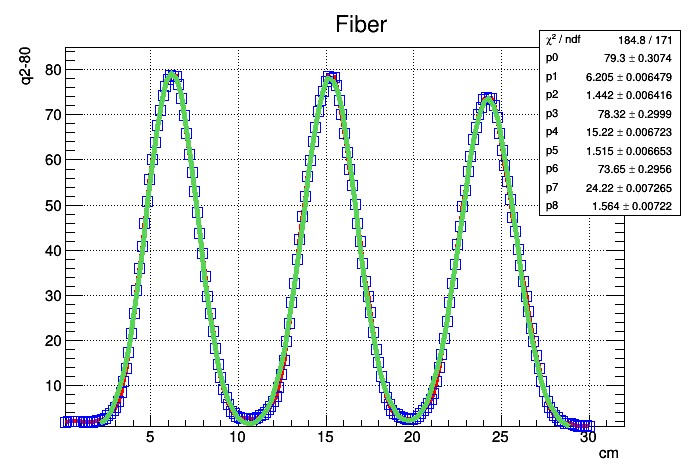 Fiber
q2-80
χ² / ndf 184.8 / 171
p0 79.3 ± 0.3074
p1 6.205 ± 0.006479
p2 1.442 ± 0.006416
p3 78.32 ± 0.2999
p4 15.22 ± 0.006723
p5 1.515 ± 0.006653
p6 73.65 ± 0.2956
p7 24.22 ± 0.007265
p8 1.564 ± 0.00722
80
70
60
50
40
30
20
10
5 10 15 20 25 30
cm